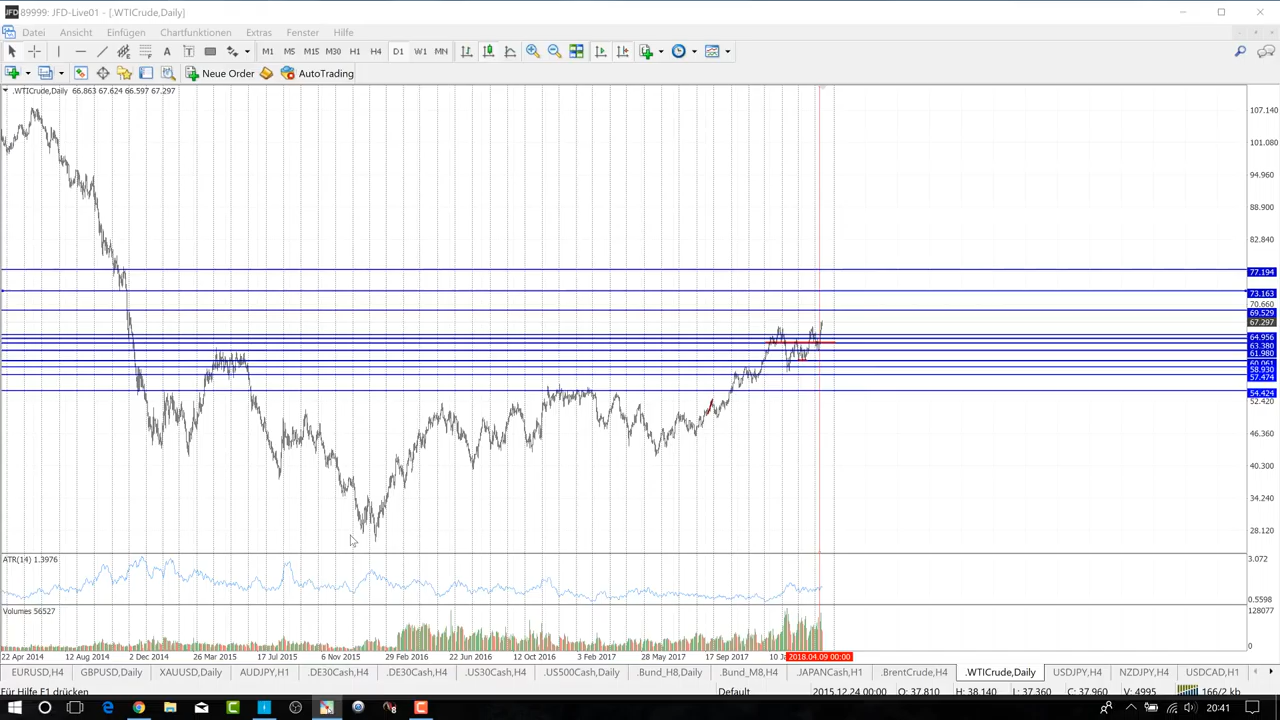 JFD 89999: JFD-Live01 - [.WTICrude,Daily]
Datei Ansicht Einfügen Chartfunktionen Extras Fenster Hilfe
T M1 M5 M15 M30 H1 H4 D1 W1 MN
New Order AutoTrading
.WTICrude,Daily 66.863 67.624 66.597 67.297
107.140
101.080
94.960
88.900
82.840
77.194
73.163
70.660
69.529
67.297
64.956
63.380
61.980
60.061
58.930
57.474
54.424
52.420
46.360
40.300
34.240
28.120
ATR(14) 1.3976
3.072
0.5598
Volumes 56527
128077
0
22 Apr 2014 12 Aug 2014 2 Dec 2014 26 Mar 2015 17 Jul 2015 6 Nov 2015 29 Feb 2016 22 Jun 2016 12 Oct 2016 3 Feb 2017 28 May 2017 17 Sep 2017 10 J 2018.04.09 00:00
EURUSD,H4 GBPUSD,Daily XAUUSD,Daily AUDJPY,H1 .DE30Cash,H4 .DE30Cash,H4 .US30Cash,H4 .US500Cash,Daily .Bund_H8,Daily .Bund_M8,H4 .JAPANCash,H1 .BrentCrude,H4 .WTICrude,Daily USDJPY,H4 NZDJPY,H4 USDCAD,H1
Für Hilfe F1 drücken Default 2015.12.24 00:00 O: 37.810 H: 38.140 L: 37.360 C: 37.960 V: 4995 166/2 kb
20:41